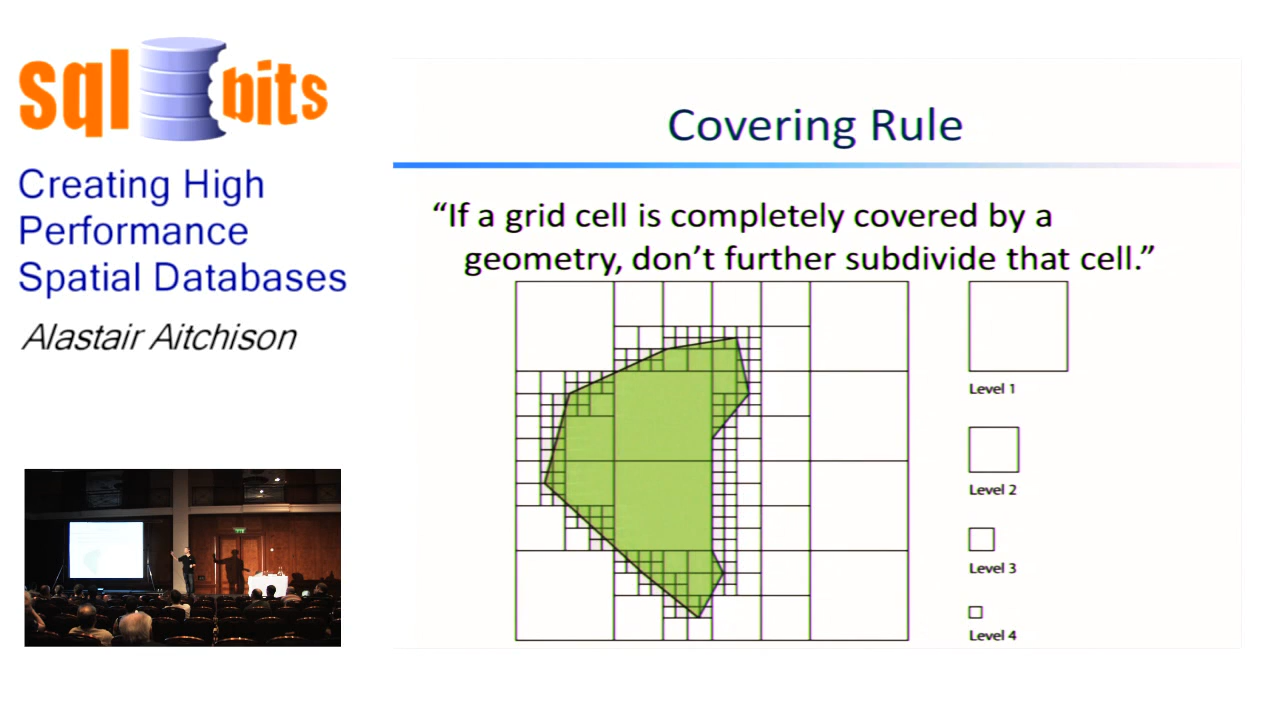 sql bits
Creating High
Performance
Spatial Databases
Alastair Aitchison
Covering Rule
“If a grid cell is completely covered by a
geometry, don’t further subdivide that cell.”
Level 1
Level 2
Level 3
Level 4